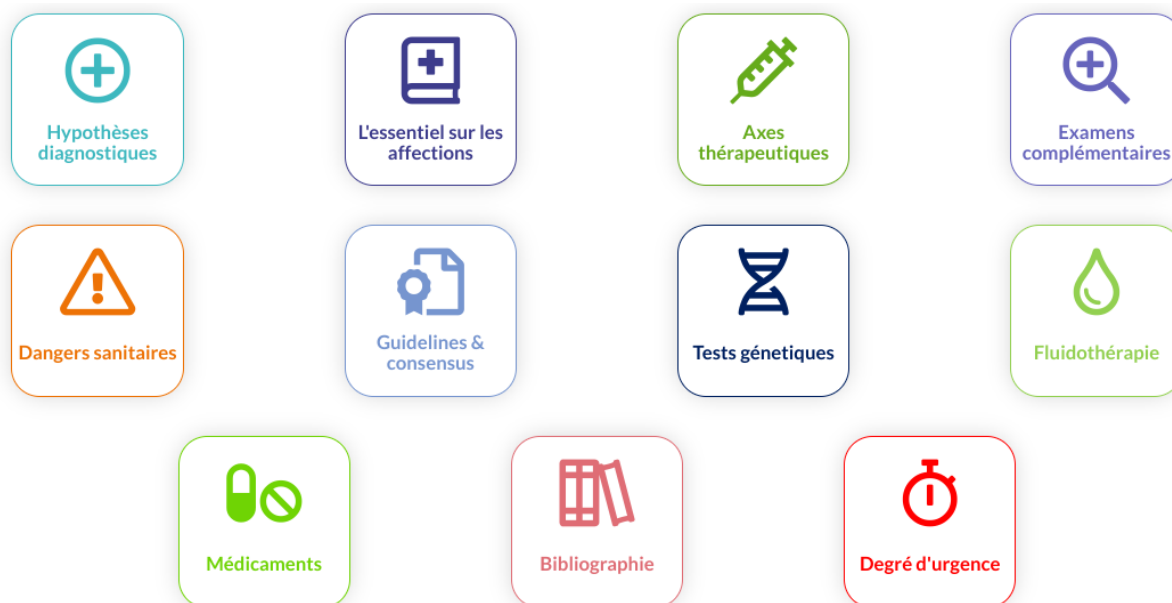 Hypothèses
diagnostiques
L'essentiel sur les
affections
Axes
thérapeutiques
Examens
complémentaires
Dangers sanitaires
Guidelines &
consensus
Tests génetiques
Fluidothérapie
Médicaments
Bibliographie
Degré d'urgence